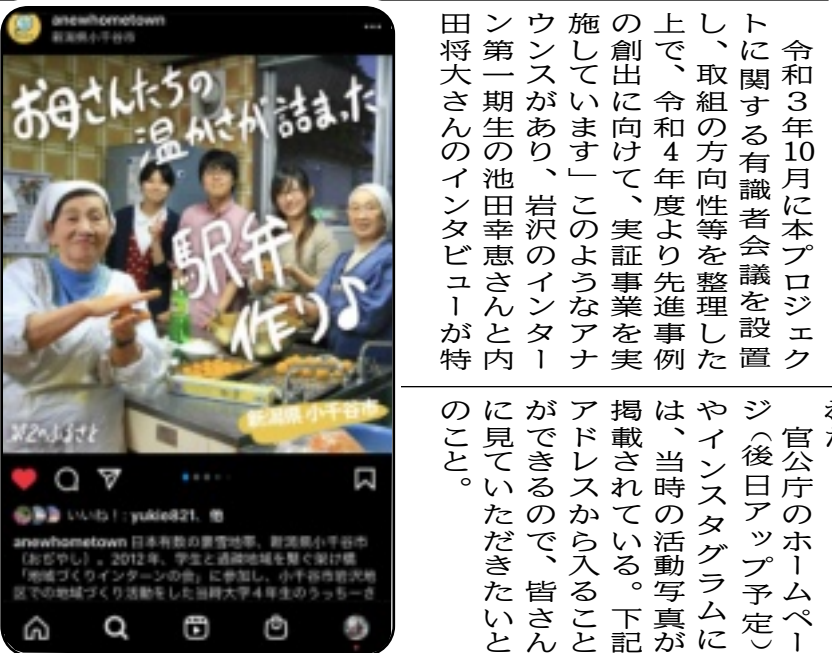 anewhometown
新潟県小千谷市
お母さんたちの
温かさが詰まった
駅弁
作り♪
新潟県 小千谷市
第2のふるさと
いいね！: yukie821、他
anewhometown 日本有数の豪雪地帯、新潟県小千谷市
（おぢやし）。2012年、学生と過疎地域を繋ぐ架け橋
「地域づくりインターンの会」に参加し、小千谷市岩沢地
区での地域づくり活動をした当時大学4年生のうっちーさ
令和３年10月に本プロジェク
トに関する有識者会議を設置
し、取組の方向性等を整理した
上で、令和４年度より先進事例
の創出に向けて、実証事業を実
施しています」このようなアナ
ウンスがあり、岩沢のインター
ン第一期生の池田幸恵さんと内
田将大さんのインタビューが特
官公庁のホームペー
ジ（後日アップ予定）
やインスタグラムに
は、当時の活動写真が
掲載されている。下記
アドレスから入ること
ができるので、皆さん
に見ていただきたいと
のこと。